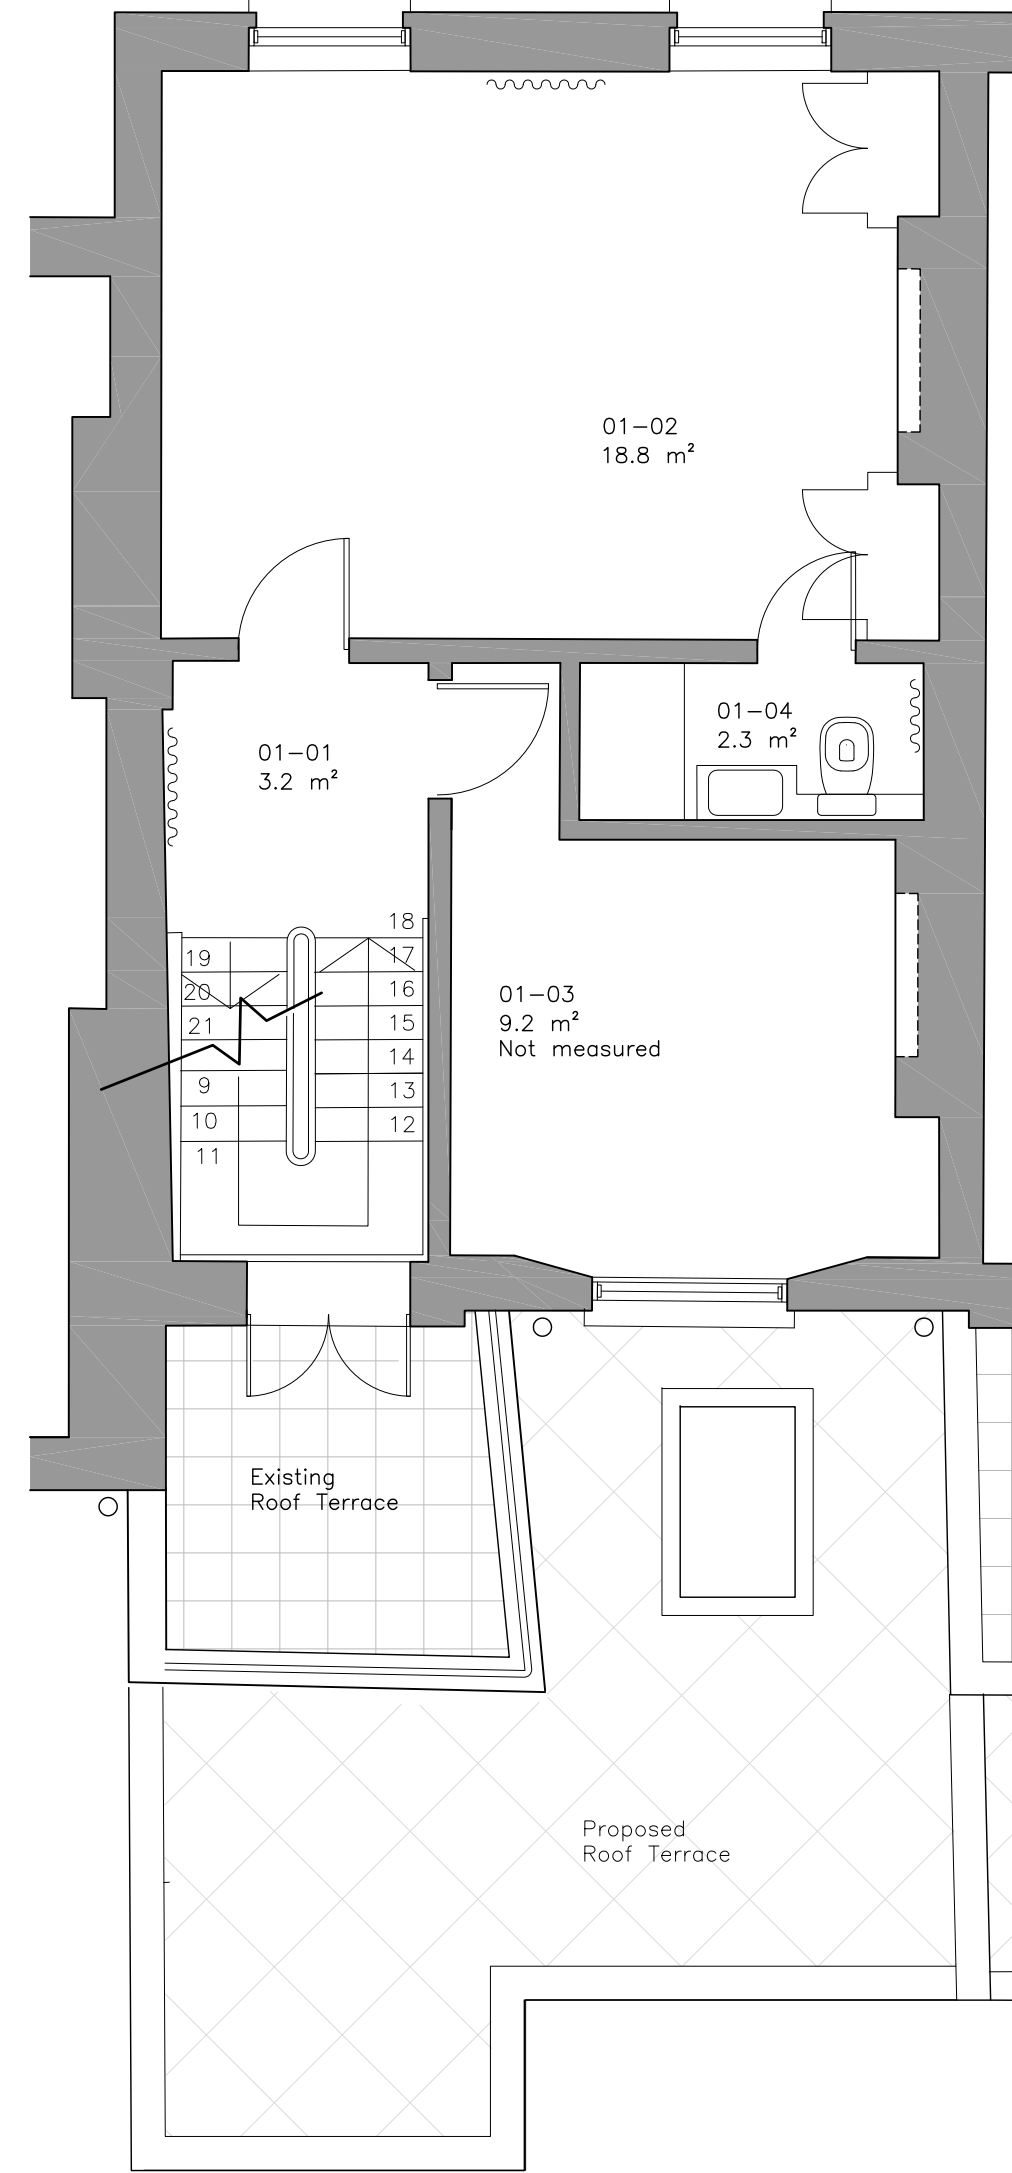 01-02
18.8 m²
01-04
2.3 m²
01-01
3.2 m²
18
19
17
20
16
21
15
14
9
13
10
12
11
01-03
9.2 m²
Not measured
Existing
Roof Terrace
Proposed
Roof Terrace